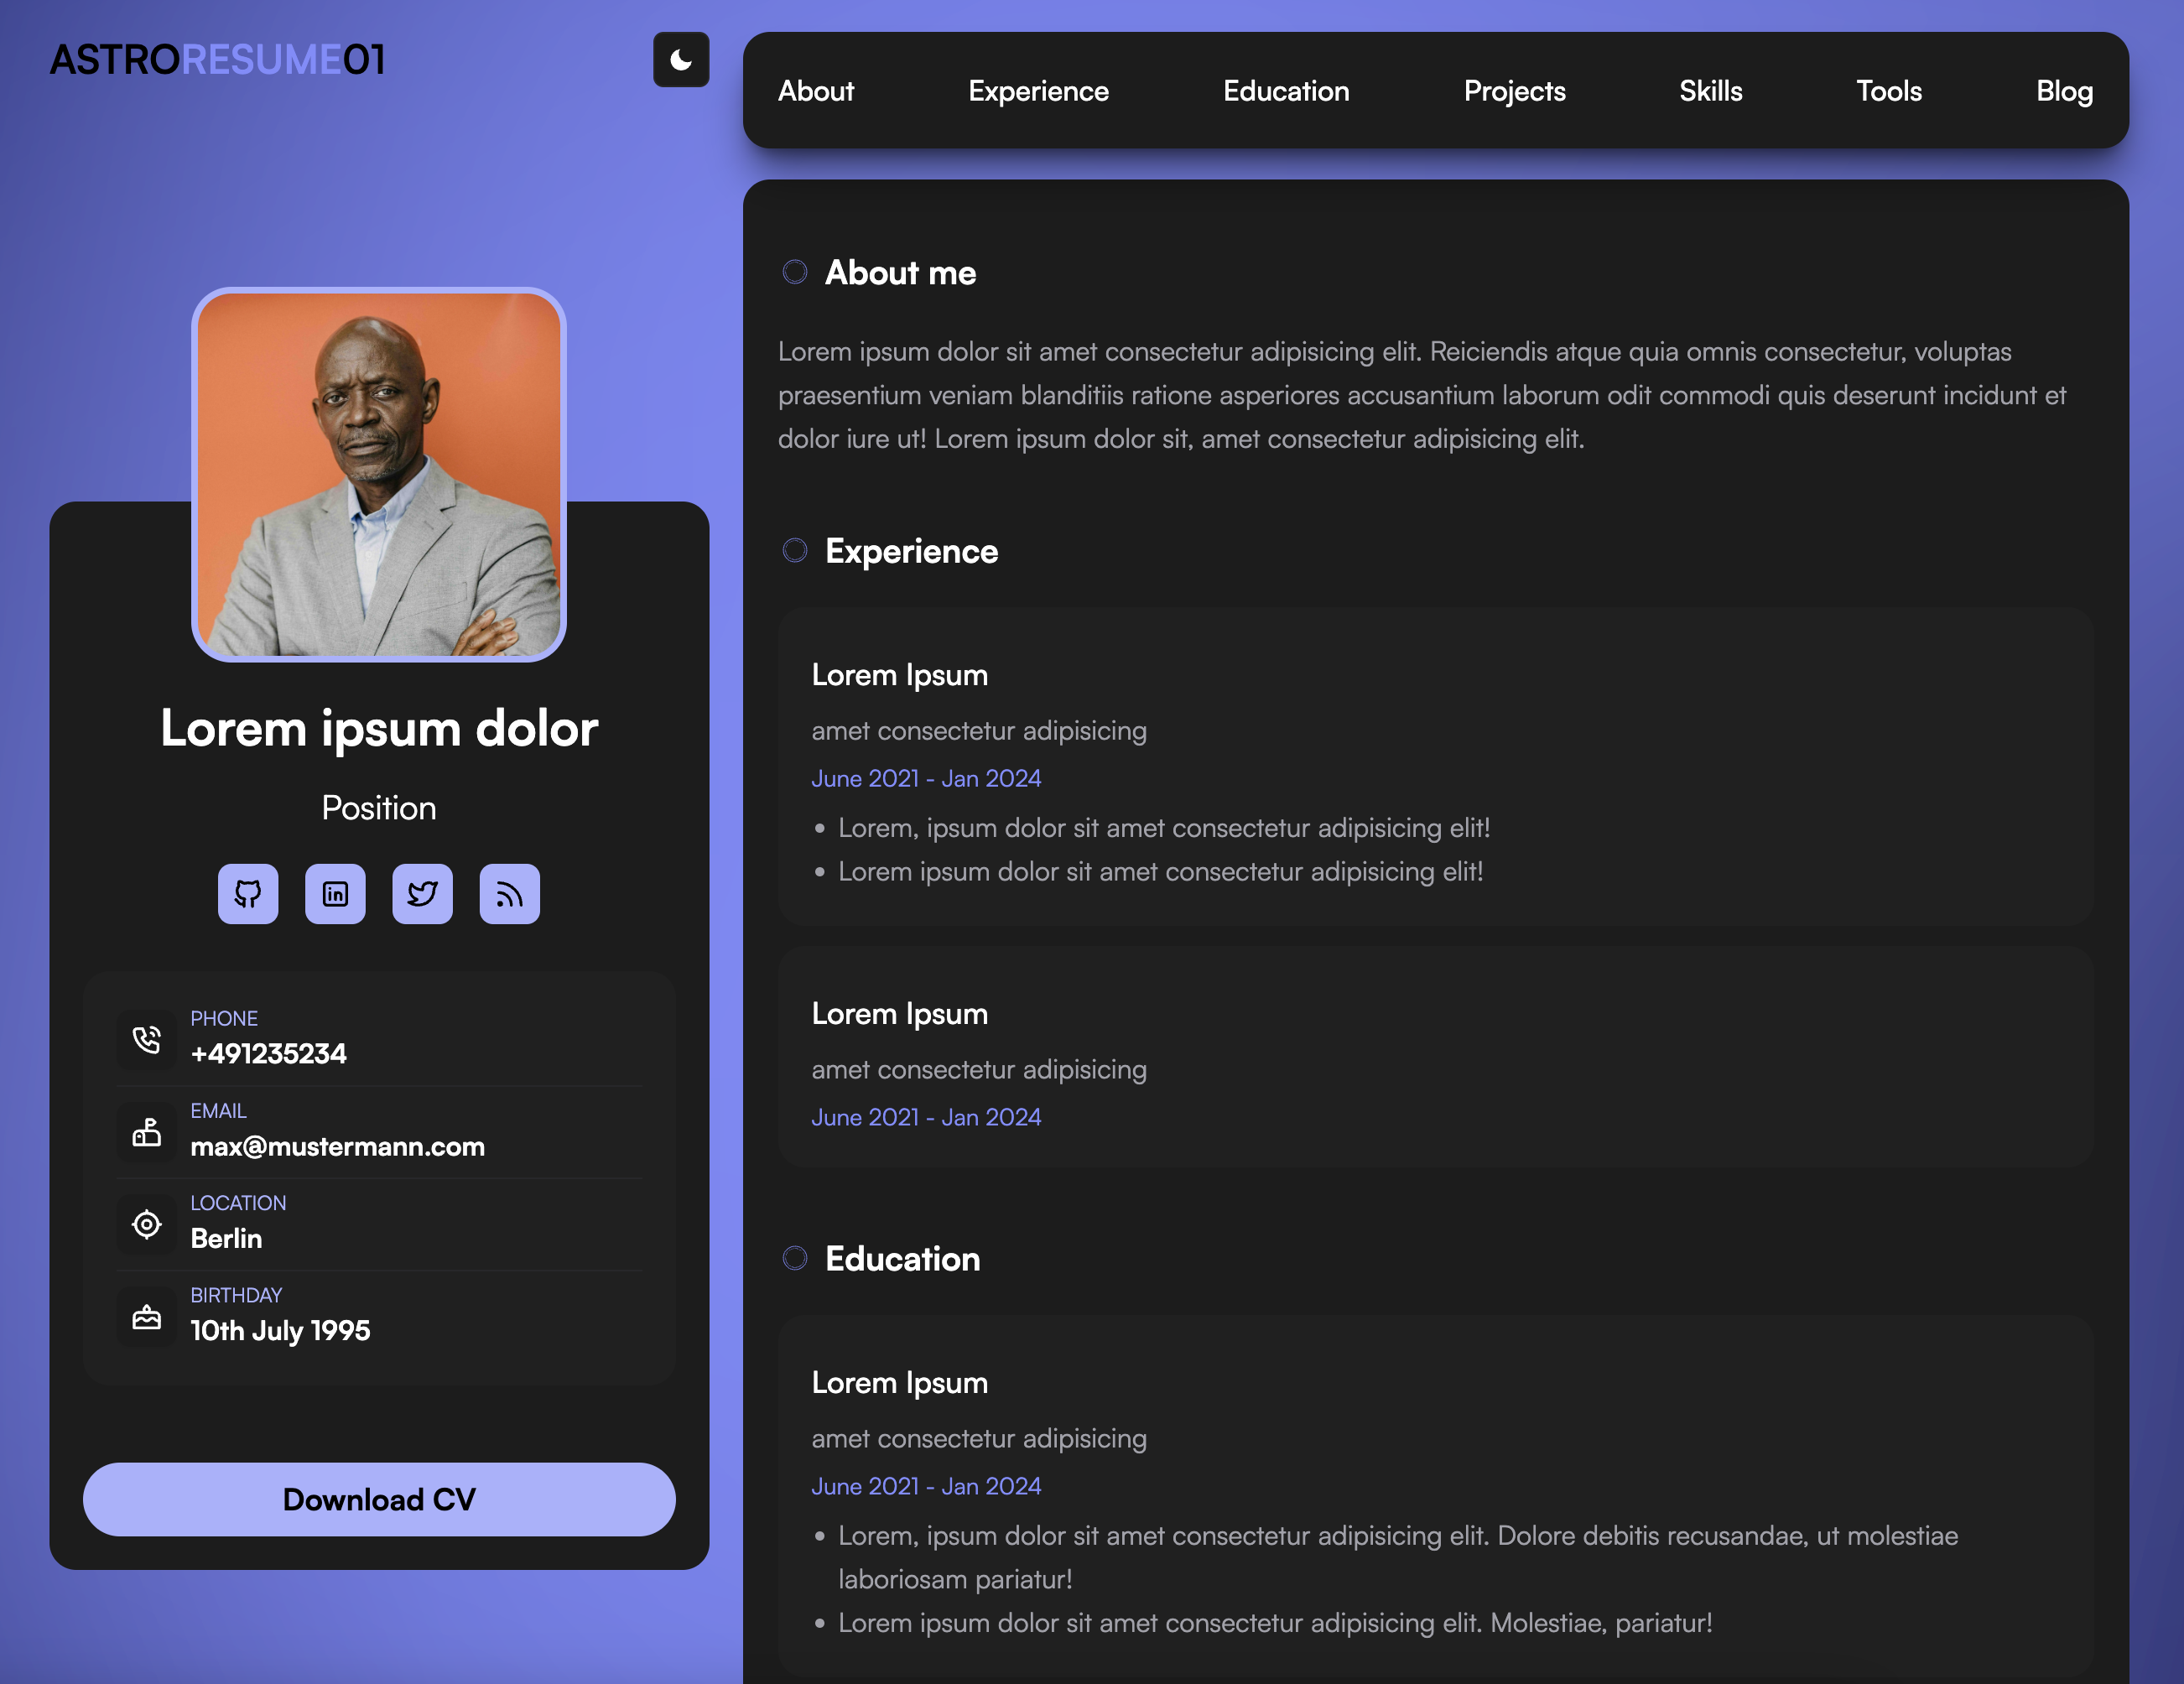 ASTRORESUME01
About Experience Education Projects Skills Tools Blog
Lorem ipsum dolor
Position
PHONE
+491235234
EMAIL
max@mustermann.com
LOCATION
Berlin
BIRTHDAY
10th July 1995
Download CV
About me
Lorem ipsum dolor sit amet consectetur adipisicing elit. Reiciendis atque quia omnis consectetur, voluptas
praesentium veniam blanditiis ratione asperiores accusantium laborum odit commodi quis deserunt incidunt et
dolor iure ut! Lorem ipsum dolor sit, amet consectetur adipisicing elit.
Experience
Lorem Ipsum
amet consectetur adipisicing
June 2021 - Jan 2024
• Lorem, ipsum dolor sit amet consectetur adipisicing elit!
• Lorem ipsum dolor sit amet consectetur adipisicing elit!
Lorem Ipsum
amet consectetur adipisicing
June 2021 - Jan 2024
Education
Lorem Ipsum
amet consectetur adipisicing
June 2021 - Jan 2024
• Lorem, ipsum dolor sit amet consectetur adipisicing elit. Dolore debitis recusandae, ut molestiae
laboriosam pariatur!
• Lorem ipsum dolor sit amet consectetur adipisicing elit. Molestiae, pariatur!